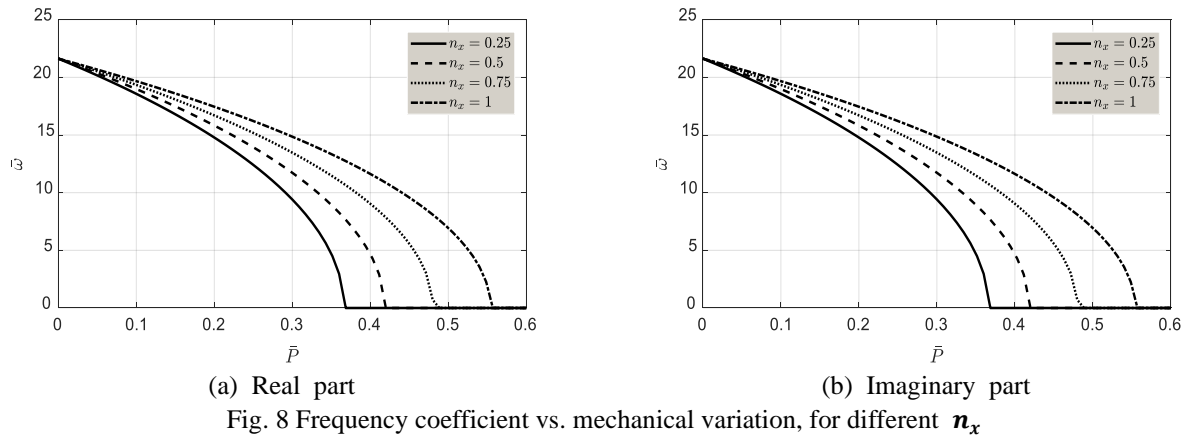 25
20
15
10
5
0
0
0.1
0.2
0.3
0.4
0.5
0.6
ω̄
P̄
n_x = 0.25
n_x = 0.5
n_x = 0.75
n_x = 1
(a) Real part
25
20
15
10
5
0
0
0.1
0.2
0.3
0.4
0.5
0.6
ω̄
P̄
n_x = 0.25
n_x = 0.5
n_x = 0.75
n_x = 1
(b) Imaginary part
Fig. 8 Frequency coefficient vs. mechanical variation, for different n_x